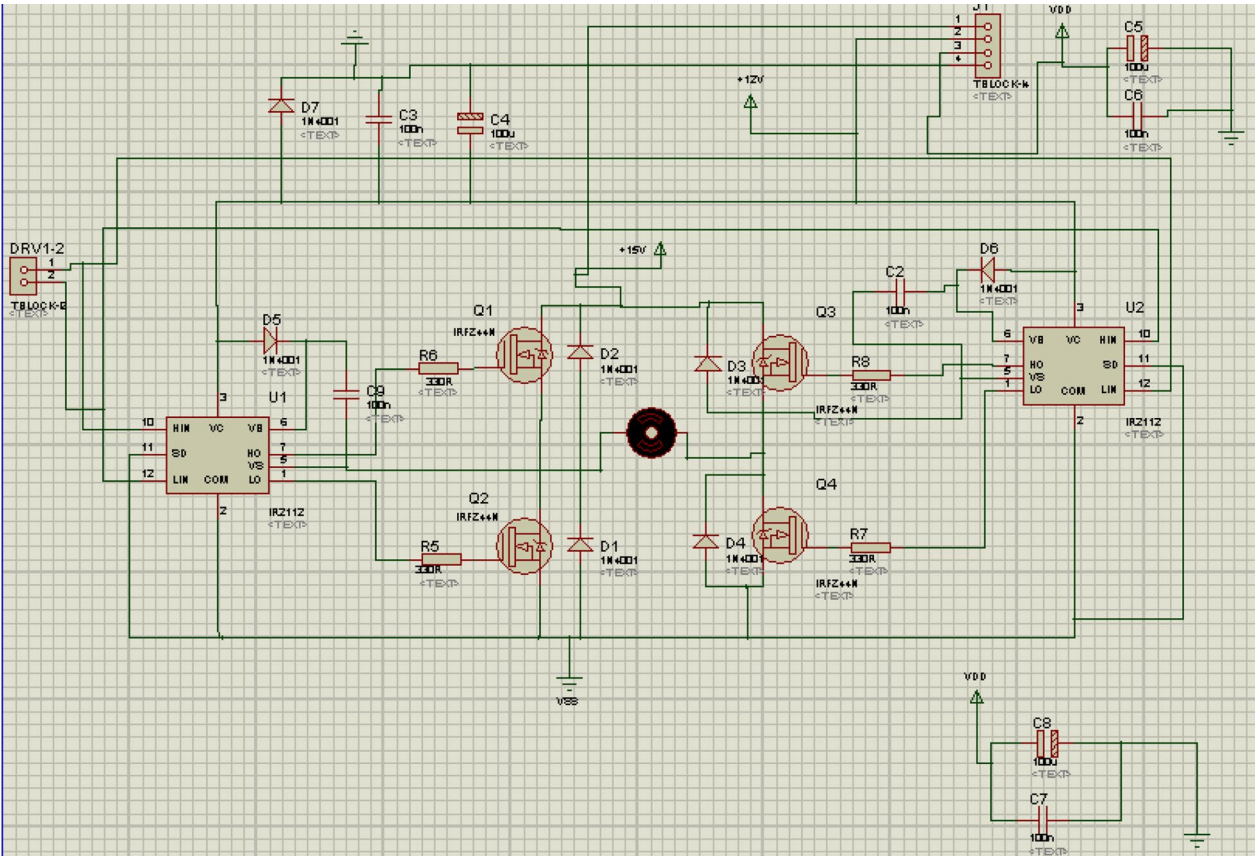 J1
1
2
3
4
TBLOCK-I4
<TEXT>
VDD
C5
100u
<TEXT>
C6
100n
<TEXT>
+12V
D7
1N4001
<TEXT>
C3
100n
<TEXT>
C4
100u
<TEXT>
DRV1-2
1
2
TBLOCK-I2
<TEXT>
+15V
D5
1N4001
<TEXT>
C9
100n
<TEXT>
U1
3
10
11
12
HIN
SD
LIN
VC
COM
VB
HO
VS
LO
6
7
5
1
2
IR2112
<TEXT>
R6
330R
<TEXT>
Q1
IRFZ44N
D2
1N4001
<TEXT>
R5
330R
<TEXT>
Q2
IRFZ44N
D1
1N4001
<TEXT>
D3
1N4001
<TEXT>
Q3
IRFZ44N
<TEXT>
R8
330R
<TEXT>
D4
1N4001
<TEXT>
Q4
IRFZ44N
<TEXT>
R7
330R
<TEXT>
C2
100n
<TEXT>
D6
1N4001
<TEXT>
U2
3
6
7
5
1
VB
HO
VS
LO
VC
COM
HIN
SD
LIN
10
11
12
2
IR2112
<TEXT>
VSS
VDD
C8
100u
<TEXT>
C7
100n
<TEXT>